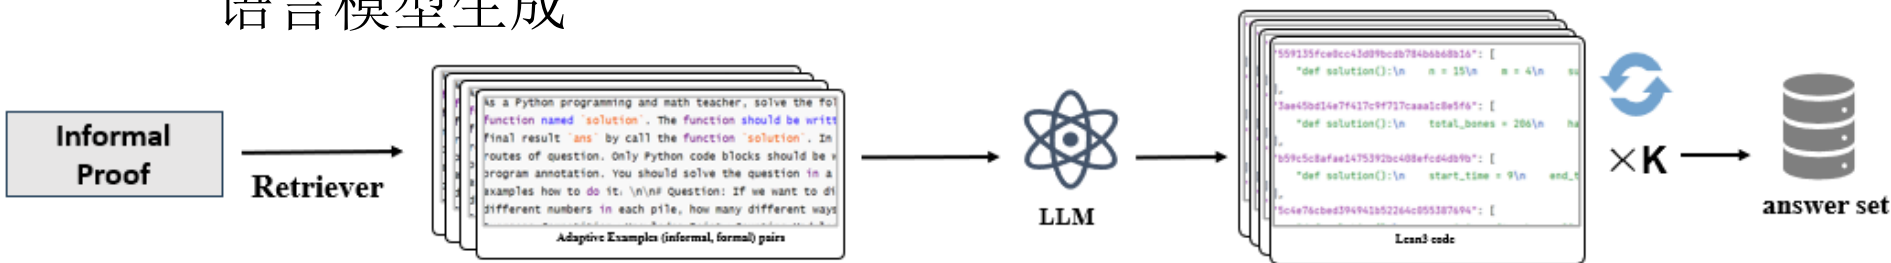 语言模型生成
Informal
Proof
Retriever
As a Python programming and math teacher, solve the fol
function named `solution`. The function should be writt
final result `ans` by call the function `solution`. In
routes of question. Only Python code blocks should be w
program annotation. You should solve the question in a
examples how to do it. \n\n# Question: If we want to di
different numbers in each pile, how many different ways
Adaptive Examples (informal, formal) pairs
LLM
"def solution():\n n = 15\n m = 4\n su
],
"def solution():\n total_bones = 206\n ha
],
"def solution():\n start_time = 9\n end_t
],
Lean3 code
×K
answer set